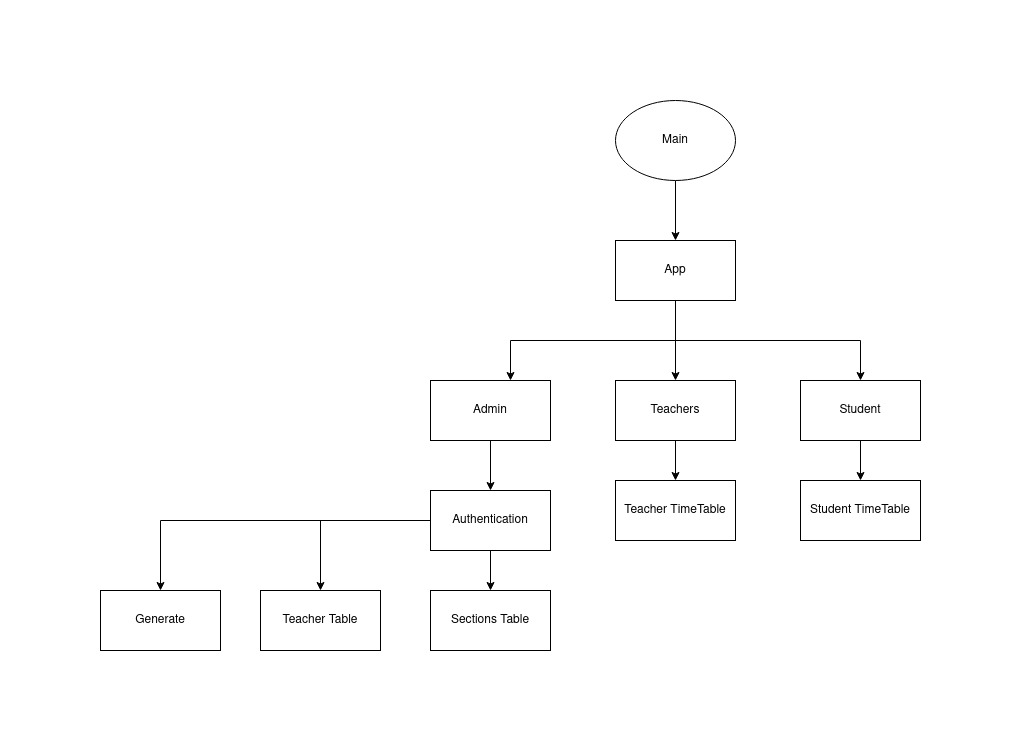 Main
App
Admin
Teachers
Student
Authentication
Teacher TimeTable
Student TimeTable
Generate
Teacher Table
Sections Table